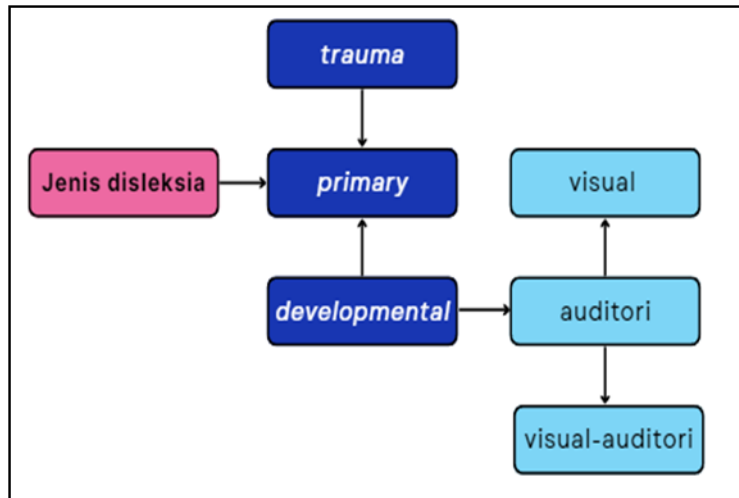 trauma
Jenis disleksia
primary
visual
developmental
auditori
visual-auditori